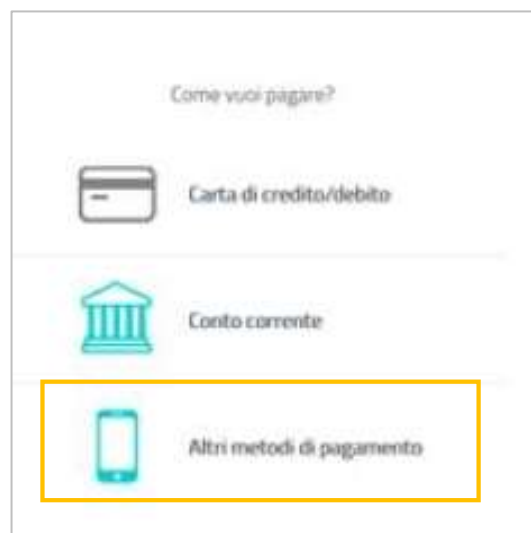 Come vuoi pagare?
Carta di credito/debito
Conto corrente
Altri metodi di pagamento